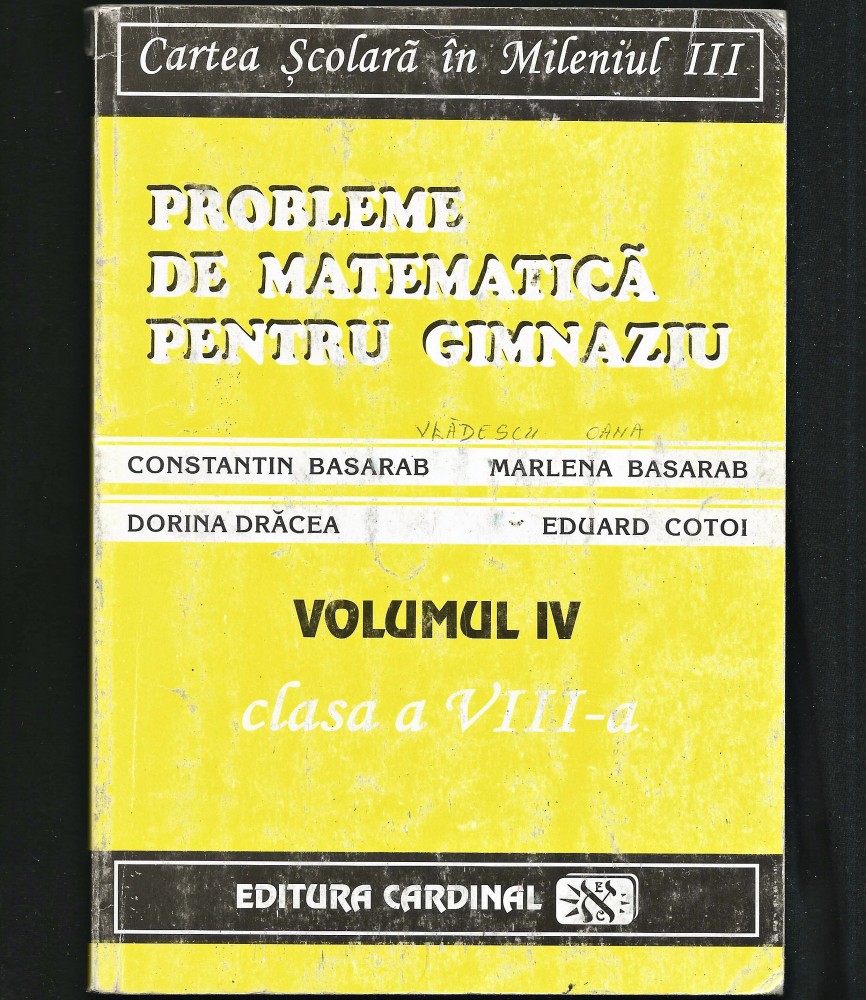 Cartea Școlară în Mileniul III
PROBLEME
DE MATEMATICĂ
PENTRU GIMNAZIU
VLĂDESCU OANA
CONSTANTIN BASARAB MARLENA BASARAB
DORINA DRĂCEA EDUARD COTOI
VOLUMUL IV
clasa a VIII-a
EDITURA CARDINAL
E
C